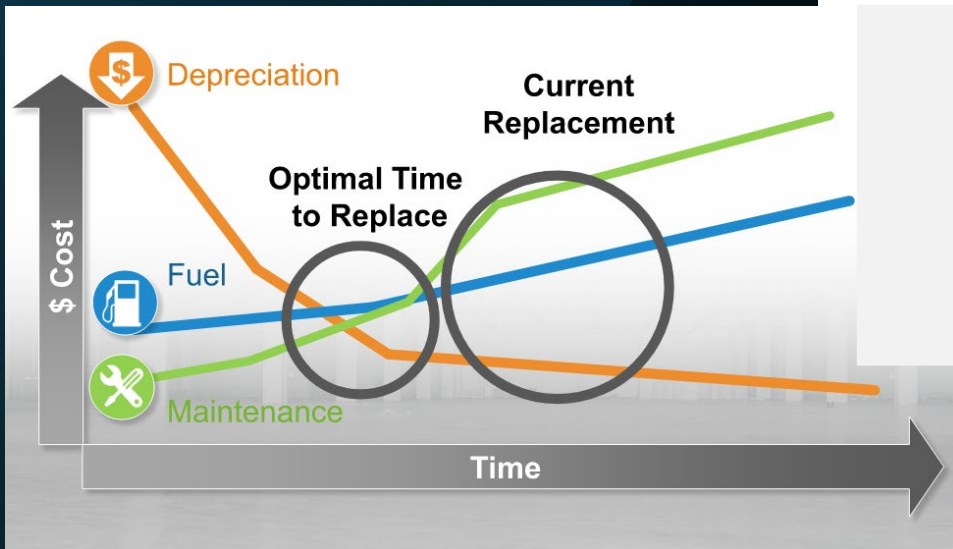 $
Depreciation
Current
Replacement
Optimal Time
to Replace
$ Cost
Fuel
Maintenance
Time